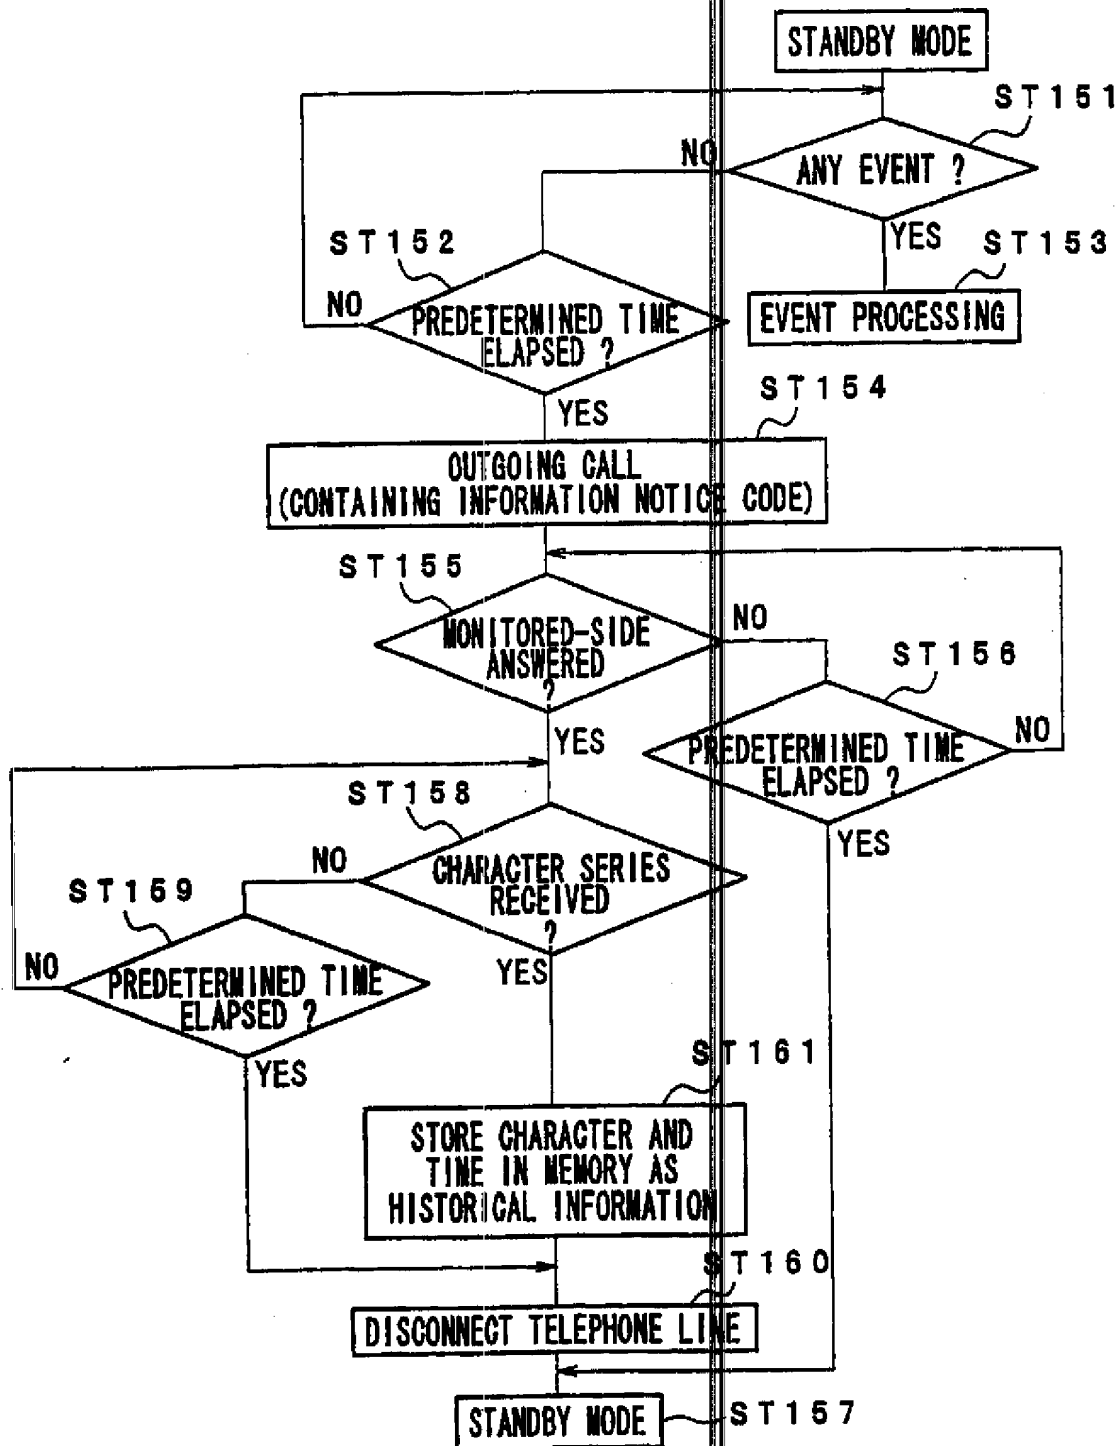 STANDBY MODE
ST151
ANY EVENT ?
NO
YES
ST152
ST153
NO
PREDETERMINED TIME
ELAPSED ?
EVENT PROCESSING
YES
ST154
OUTGOING CALL
(CONTAINING INFORMATION NOTICE CODE)
ST155
MONITORED-SIDE
ANSWERED
?
NO
ST156
YES
PREDETERMINED TIME
ELAPSED ?
NO
YES
ST158
CHARACTER SERIES
RECEIVED
?
NO
YES
ST159
NO
PREDETERMINED TIME
ELAPSED ?
YES
ST161
STORE CHARACTER AND
TIME IN MEMORY AS
HISTORICAL INFORMATION
ST160
DISCONNECT TELEPHONE LINE
STANDBY MODE
ST157